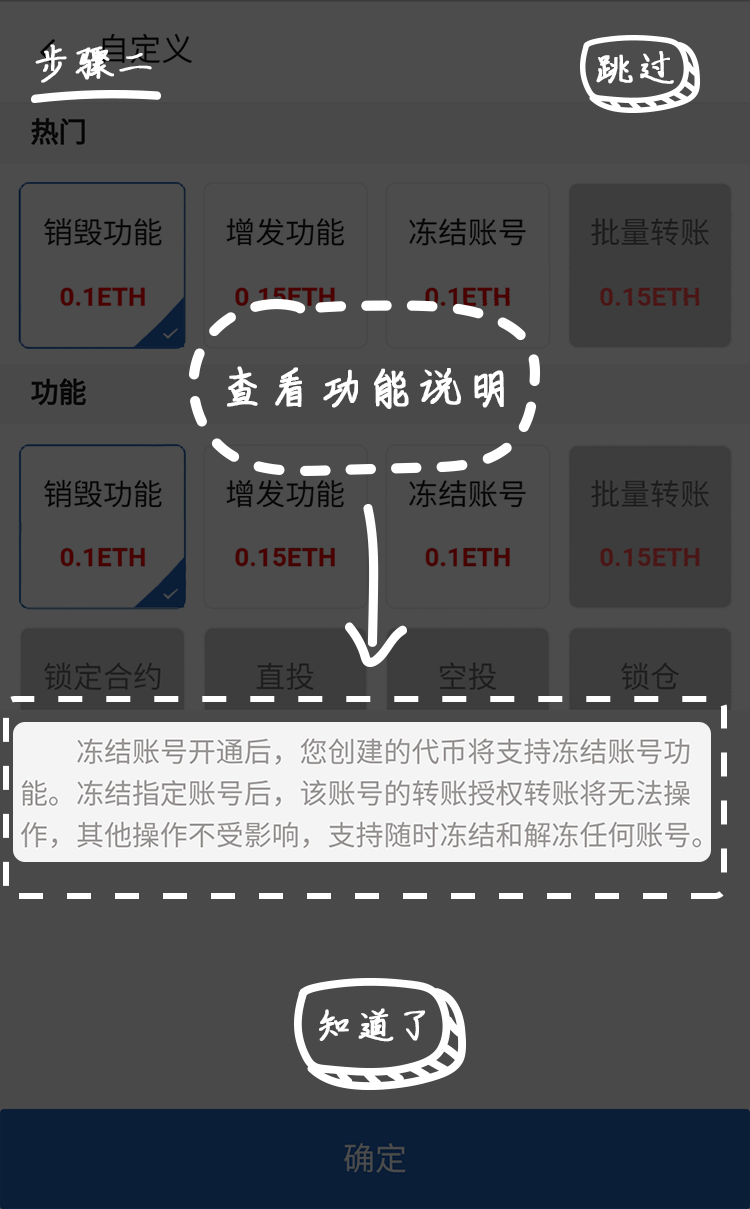 步骤二
自定义
跳过
热门
销毁功能
增发功能
冻结账号
批量转账
0.1ETH
0.15ETH
0.1ETH
0.15ETH
查看功能说明
功能
销毁功能
增发功能
冻结账号
批量转账
0.1ETH
0.15ETH
0.1ETH
0.15ETH
锁定合约
直投
空投
锁仓
冻结账号开通后，您创建的代币将支持冻结账号功
能。冻结指定账号后，该账号的转账授权转账将无法操
作，其他操作不受影响，支持随时冻结和解冻任何账号。
知道了
确定